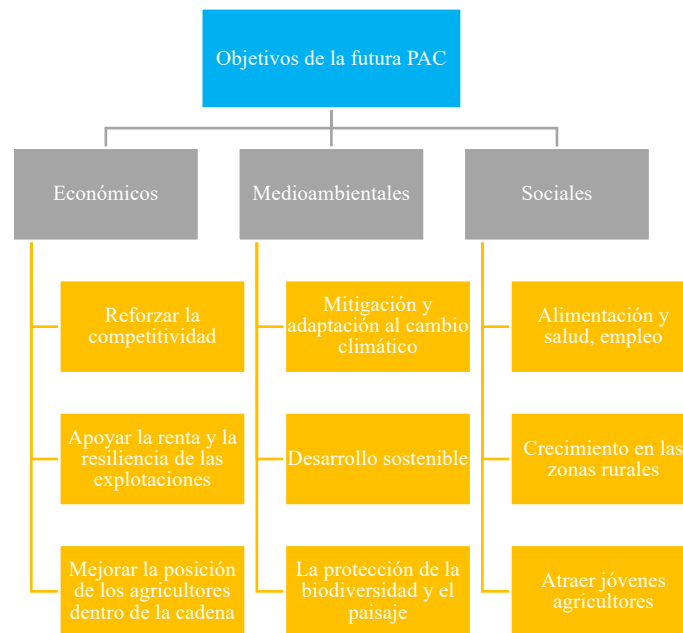 Objetivos de la futura PAC
Económicos
Reforzar la
competitividad
Apoyar la renta y la
resiliencia de las
explotaciones
Mejorar la posición
de los agricultores
dentro de la cadena
Medioambientales
Mitigación y
adaptación al cambio
climático
Desarrollo sostenible
La protección de la
biodiversidad y el
paisaje
Sociales
Alimentación y
salud, empleo
Crecimiento en las
zonas rurales
Atraer jóvenes
agricultores